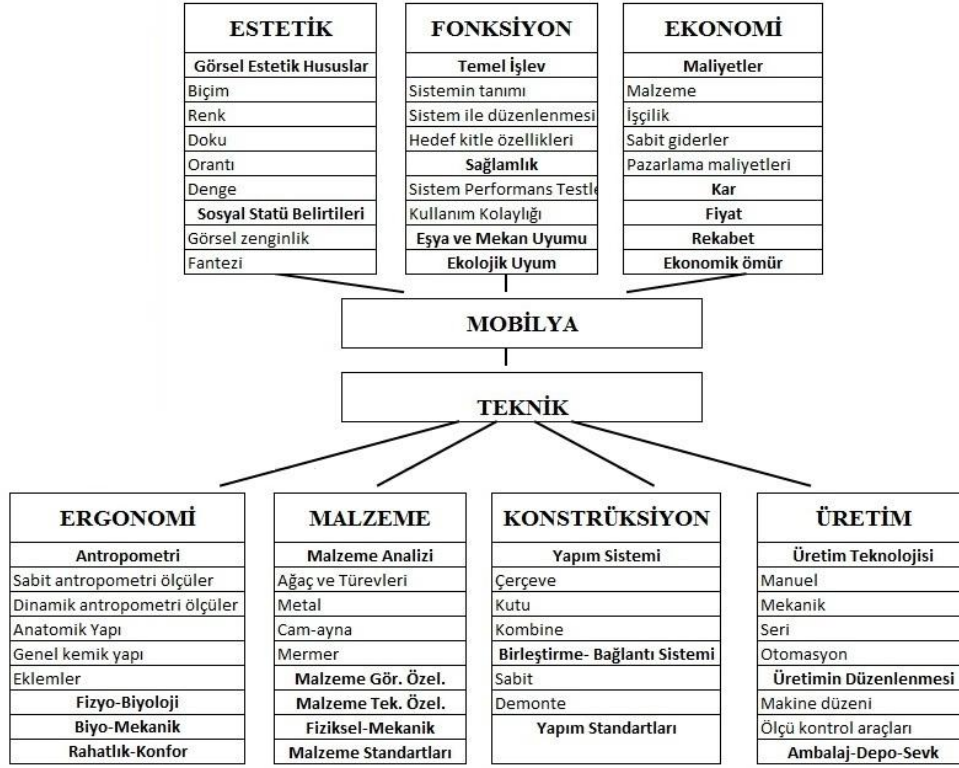 ESTETİK
Görsel Estetik Hususlar
Biçim
Renk
Doku
Orantı
Denge
Sosyal Statü Belirtileri
Görsel zenginlik
Fantezi
FONKSİYON
Temel İşlev
Sistemin tanımı
Sistem ile düzenlenmesi
Hedef kitle özellikleri
Sağlamlık
Sistem Performans Testle
Kullanım Kolaylığı
Eşya ve Mekan Uyumu
Ekolojik Uyum
EKONOMİ
Maliyetler
Malzeme
İşçilik
Sabit giderler
Pazarlama maliyetleri
Kar
Fiyat
Rekabet
Ekonomik ömür
MOBİLYA
TEKNİK
ERGONOMİ
Antropometri
Sabit antropometri ölçüler
Dinamik antropometri ölçüler
Anatomik Yapı
Genel kemik yapı
Eklemler
Fizyo-Biyoloji
Biyo-Mekanik
Rahatlık-Konfor
MALZEME
Malzeme Analizi
Ağaç ve Türevleri
Metal
Cam-ayna
Mermer
Malzeme Gör. Özel.
Malzeme Tek. Özel.
Fiziksel-Mekanik
Malzeme Standartları
KONSTRÜKSİYON
Yapım Sistemi
Çerçeve
Kutu
Kombine
Birleştirme- Bağlantı Sistemi
Sabit
Demonte
Yapım Standartları
ÜRETİM
Üretim Teknolojisi
Manuel
Mekanik
Seri
Otomasyon
Üretimin Düzenlenmesi
Makine düzeni
Ölçü kontrol araçları
Ambalaj-Depo-Sevk